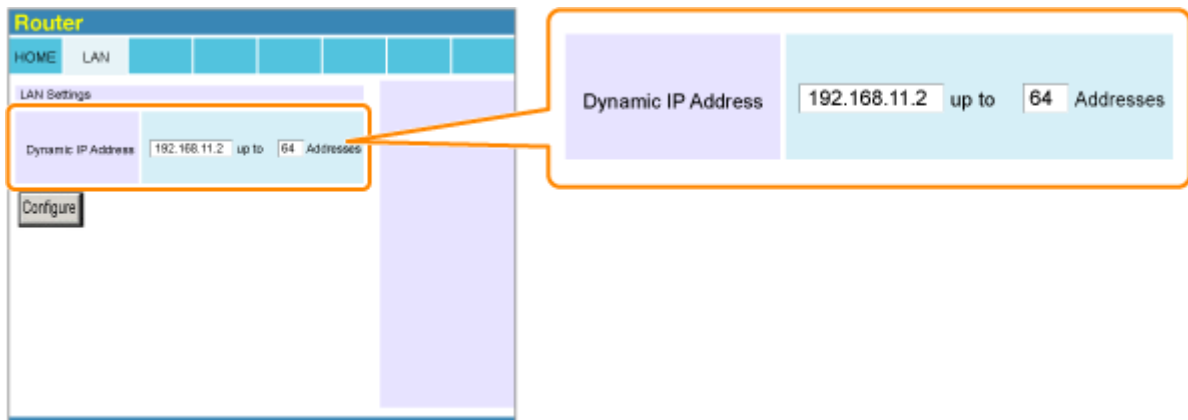 Router
HOME LAN
LAN Settings
Dynamic IP Address 192.168.11.2 up to 64 Addresses
Configure
Dynamic IP Address 192.168.11.2 up to 64 Addresses